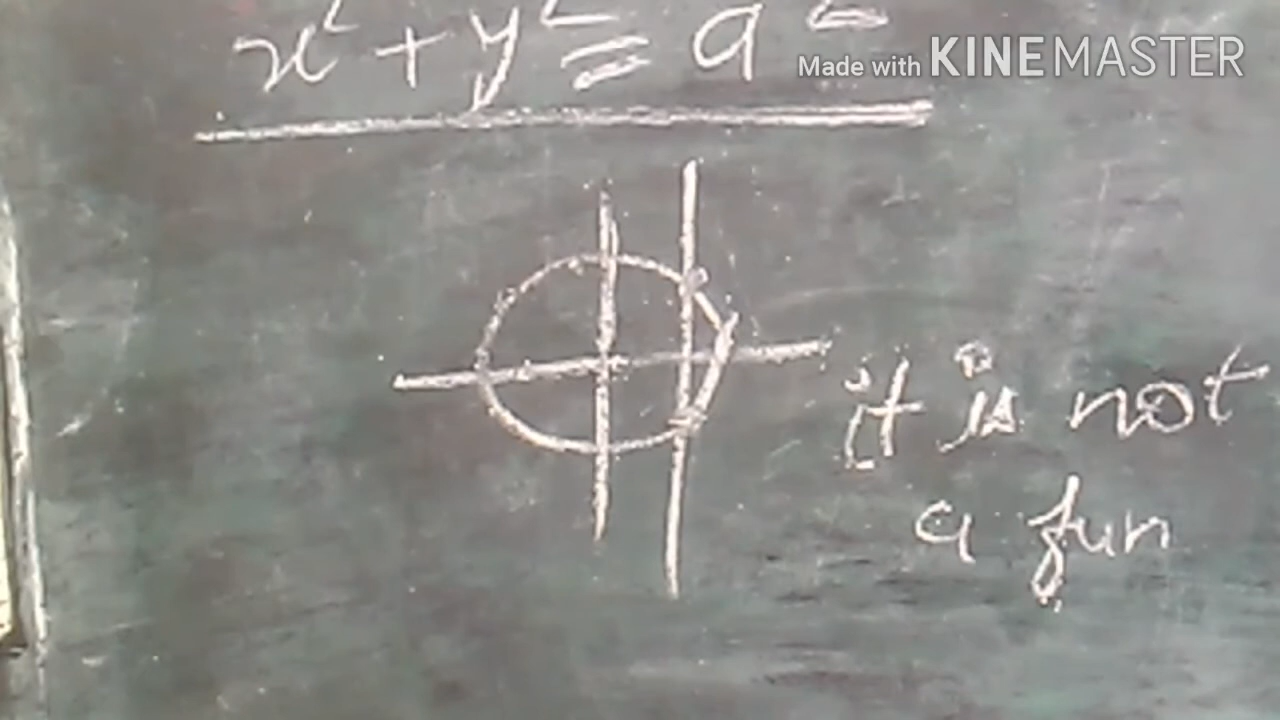 x² + y² = a²
Made with KINEMASTER
it is not
a fun